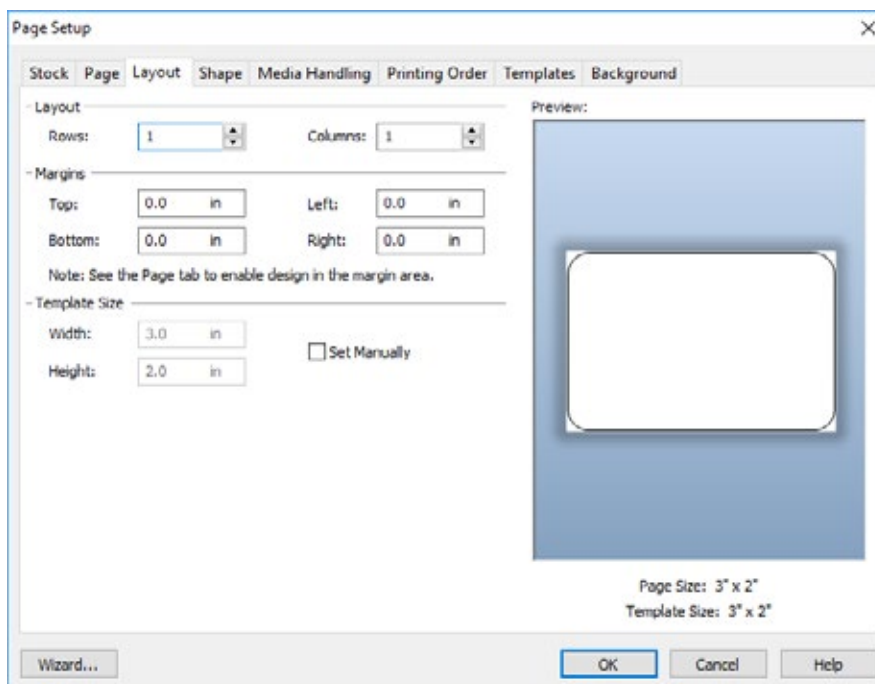 Page Setup
Stock Page Layout Shape Media Handling Printing Order Templates Background
Layout
Rows: 1 Columns: 1
Margins
Top: 0.0 in Left: 0.0 in
Bottom: 0.0 in Right: 0.0 in
Note: See the Page tab to enable design in the margin area.
Template Size
Width: 3.0 in
Set Manually
Height: 2.0 in
Preview:
Page Size: 3" x 2"
Template Size: 3" x 2"
Wizard... OK Cancel Help